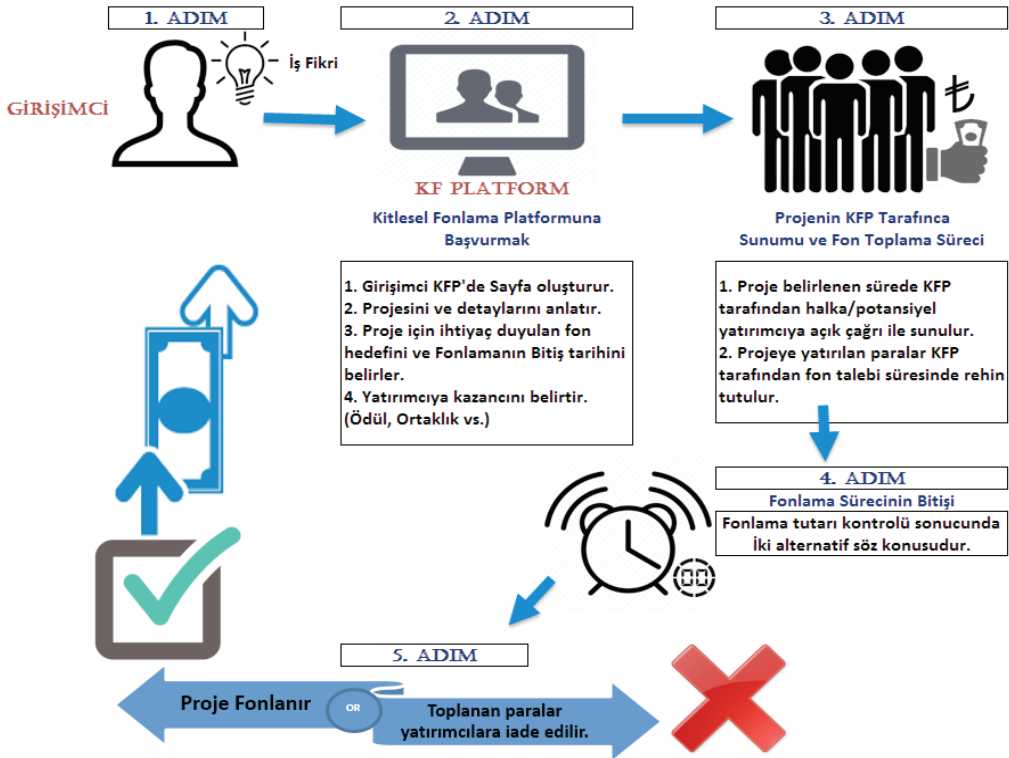 1. ADIM
İş Fikri
GİRİŞİMCİ
2. ADIM
KF PLATFORM
Kitlesel Fonlama Platformuna
Başvurmak
1. Girişimci KFP'de Sayfa oluşturur.
2. Projesini ve detaylarını anlatır.
3. Proje için ihtiyaç duyulan fon
hedefini ve Fonlamanın Bitiş tarihini
belirler.
4. Yatırımcıya kazancını belirtir.
(Ödül, Ortaklık vs.)
3. ADIM
₺
Projenin KFP Tarafınca
Sunumu ve Fon Toplama Süreci
1. Proje belirlenen sürede KFP
tarafından halka/potansiyel
yatırımcıya açık çağrı ile sunulur.
2. Projeye yatırılan paralar KFP
tarafından fon talebi süresinde rehin
tutulur.
4. ADIM
Fonlama Sürecinin Bitişi
Fonlama tutarı kontrolü sonucunda
İki alternatif söz konusudur.
00
5. ADIM
Proje Fonlanır
OR
Toplanan paralar
yatırımcılara iade edilir.